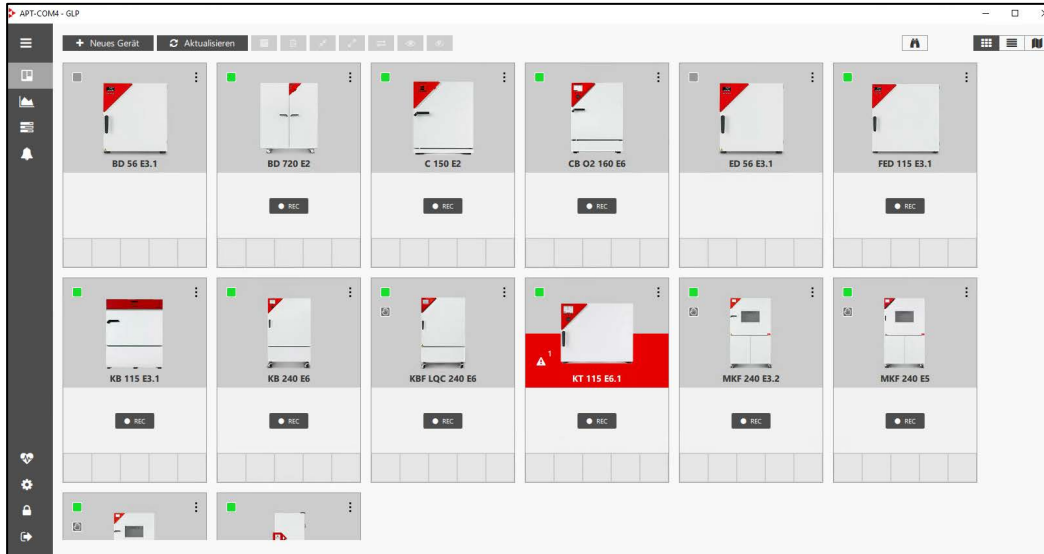 APT-COM4 - GLP
+ Neues Gerät Aktualisieren
BD 56 E3.1 BD 720 E2 C 150 E2 CB O2 160 E6 ED 56 E3.1 FED 115 E3.1
REC REC REC REC
1
KB 115 E3.1 KB 240 E6 KBF LQC 240 E6 KT 115 E6.1 MKF 240 E3.2 MKF 240 E5
REC REC REC REC REC REC